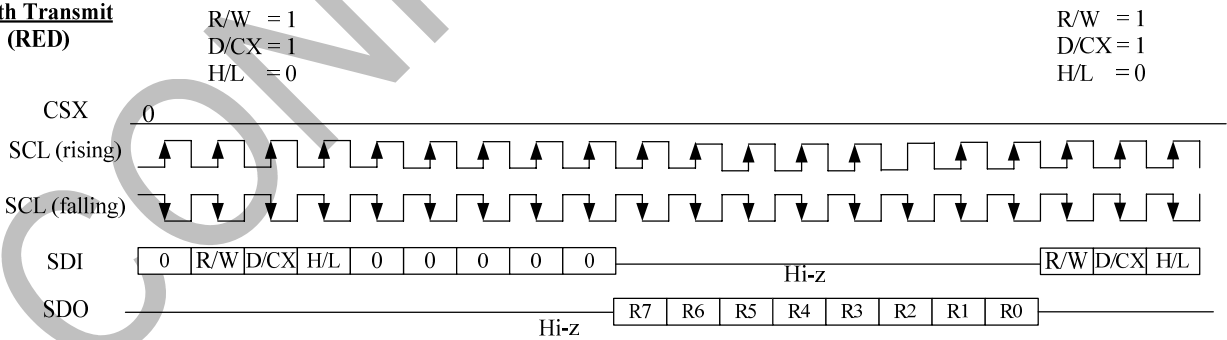 th Transmit
(RED)
R/W = 1
D/CX = 1
H/L = 0
R/W = 1
D/CX = 1
H/L = 0
CSX 0
SCL (rising)
SCL (falling)
SDI 0 R/W D/CX H/L 0 0 0 0 0 Hi-z R/W D/CX H/L
SDO Hi-z R7 R6 R5 R4 R3 R2 R1 R0
CON